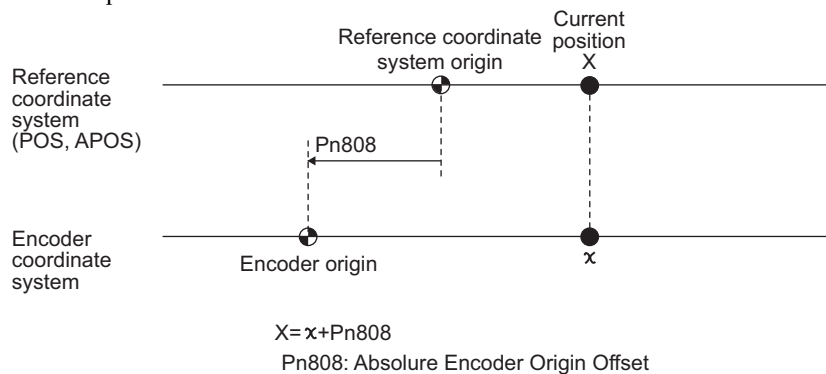 Reference coordinate
system origin
Current
position
X
Reference
coordinate
system
(POS, APOS)
Pn808
Encoder
coordinate
system
Encoder origin
x
X= x+Pn808
Pn808: Absolure Encoder Origin Offset